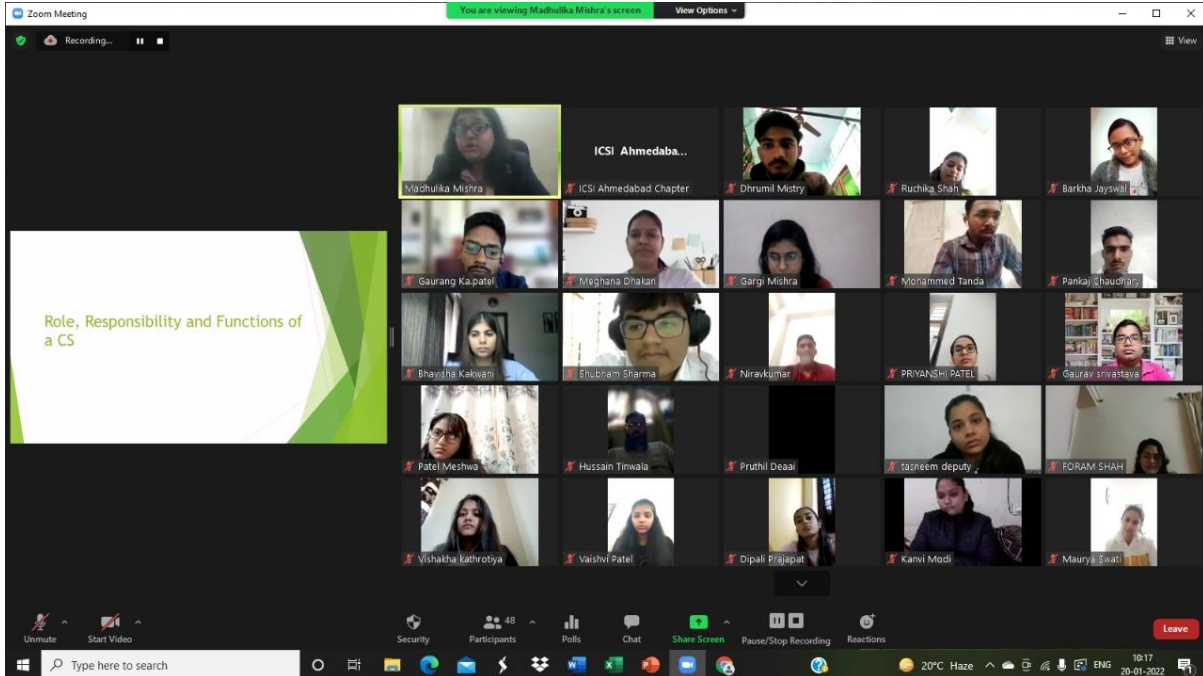 Zoom Meeting
You are viewing Madhulika Mishra's screen
View Options
Recording...
View
Role, Responsibility and Functions of
a CS
Madhulika Mishra
ICSI Ahmedaba...
ICSI Ahmedabad Chapter
Dhrumil Mistry
Ruchika Shah
Barkha Jayswal
Gaurang Ka.patel
Meghana Dhakan
Gargi Mishra
Mohammed Tanda
Pankaj Chaudhary
Bhavisha Kakwani
Shubham Sharma
Niravkumar
PRIYANSHI PATEL
Gaurav srivastava
Patel Meshwa
Hussain Tinwala
Pruthil Deaai
tasneem deputy
FORAM SHAH
Vishakha kathrotiya
Vaishvi Patel
Dipali Prajapat
Kanvi Modi
Maurya Swati
Unmute
Start Video
Security
Participants
48
Polls
Chat
Share Screen
Pause/Stop Recording
Reactions
Leave
Type here to search
20°C Haze
ENG
10:17
20-01-2022